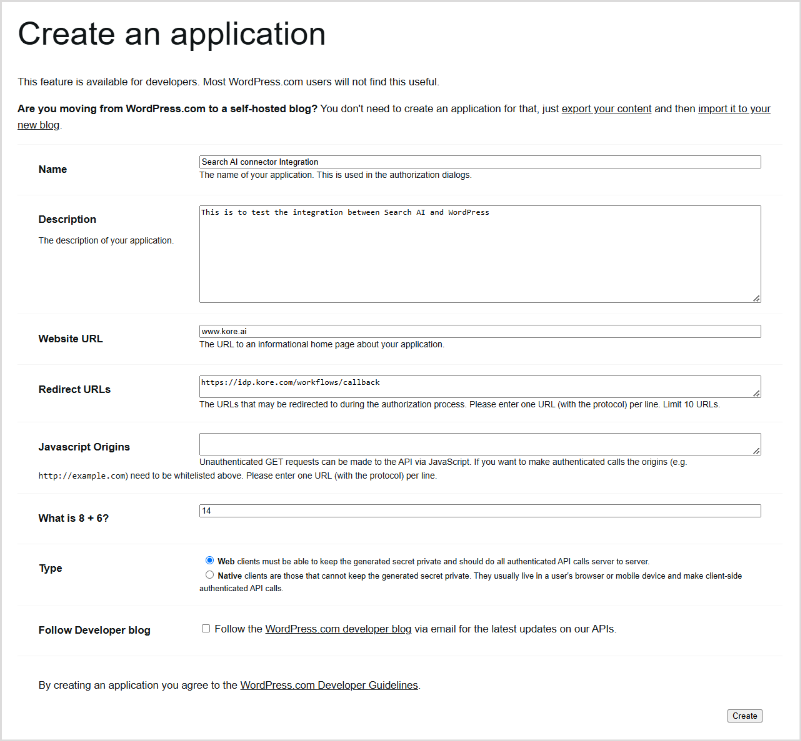 Create an application
This feature is available for developers. Most WordPress.com users will not find this useful.
Are you moving from WordPress.com to a self-hosted blog? You don't need to create an application for that, just export your content and then import it to your
new blog.
Name
Search AI connector Integration
The name of your application. This is used in the authorization dialogs.
Description
The description of your application.
This is to test the integration between Search AI and WordPress
Website URL
www.kore.ai
The URL to an informational home page about your application.
Redirect URLs
https://idp.kore.com/workflows/callback
The URLs that may be redirected to during the authorization process. Please enter one URL (with the protocol) per line. Limit 10 URLs.
Javascript Origins
Unauthenticated GET requests can be made to the API via JavaScript. If you want to make authenticated calls the origins (e.g.
http://example.com) need to be whitelisted above. Please enter one URL (with the protocol) per line.
What is 8 + 6?
14
Type
Web clients must be able to keep the generated secret private and should do all authenticated API calls server to server.
Native clients are those that cannot keep the generated secret private. They usually live in a user's browser or mobile device and make client-side
authenticated API calls.
Follow Developer blog
Follow the WordPress.com developer blog via email for the latest updates on our APIs.
By creating an application you agree to the WordPress.com Developer Guidelines.
Create